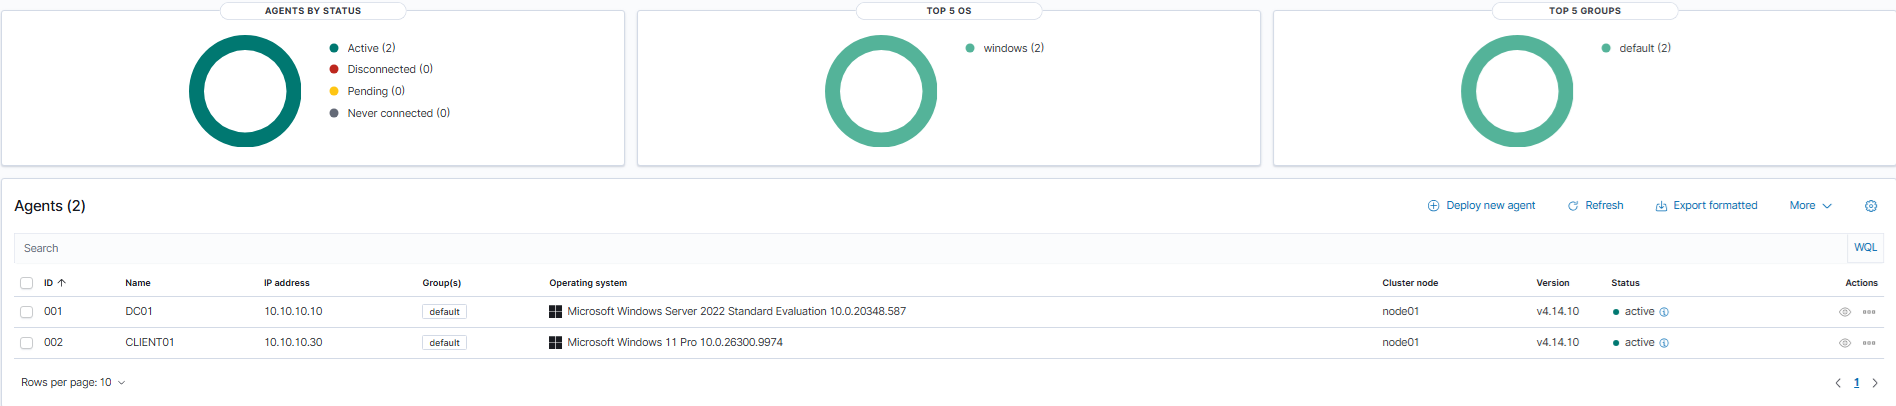 AGENTS BY STATUS
Active (2)
Disconnected (0)
Pending (0)
Never connected (0)
TOP 5 OS
windows (2)
TOP 5 GROUPS
default (2)
Agents (2)
Deploy new agent Refresh Export formatted More
Search WQL
ID Name IP address Group(s) Operating system Cluster node Version Status Actions
001 DC01 10.10.10.10 default Microsoft Windows Server 2022 Standard Evaluation 10.0.20348.587 node01 v4.14.10 active
002 CLIENT01 10.10.10.30 default Microsoft Windows 11 Pro 10.0.26300.9974 node01 v4.14.10 active
Rows per page: 10 1